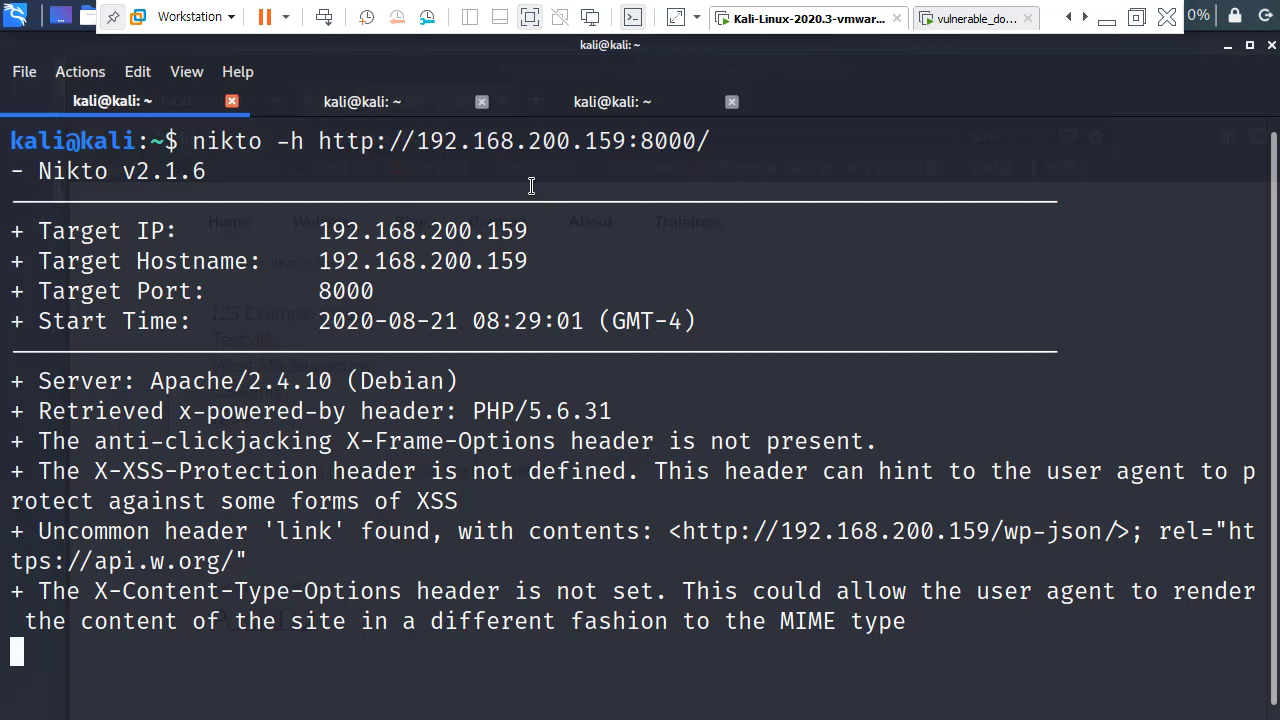 Workstation
Kali-Linux-2020.3-vmwar...
vulnerable_do...
0%
kali@kali: ~
File Actions Edit View Help
kali@kali: ~ kali@kali: ~ kali@kali: ~
kali@kali:~$ nikto -h http://192.168.200.159:8000/
- Nikto v2.1.6
Home Contact About Trainings
+ Target IP: 192.168.200.159
+ Target Hostname: 192.168.200.159
+ Target Port: 8000
+ Start Time: 2020-08-21 08:29:01 (GMT-4)
+ Server: Apache/2.4.10 (Debian)
+ Retrieved x-powered-by header: PHP/5.6.31
+ The anti-clickjacking X-Frame-Options header is not present.
+ The X-XSS-Protection header is not defined. This header can hint to the user agent to p
rotect against some forms of XSS
+ Uncommon header 'link' found, with contents: <http://192.168.200.159/wp-json/>; rel="ht
tps://api.w.org/"
+ The X-Content-Type-Options header is not set. This could allow the user agent to render
the content of the site in a different fashion to the MIME type